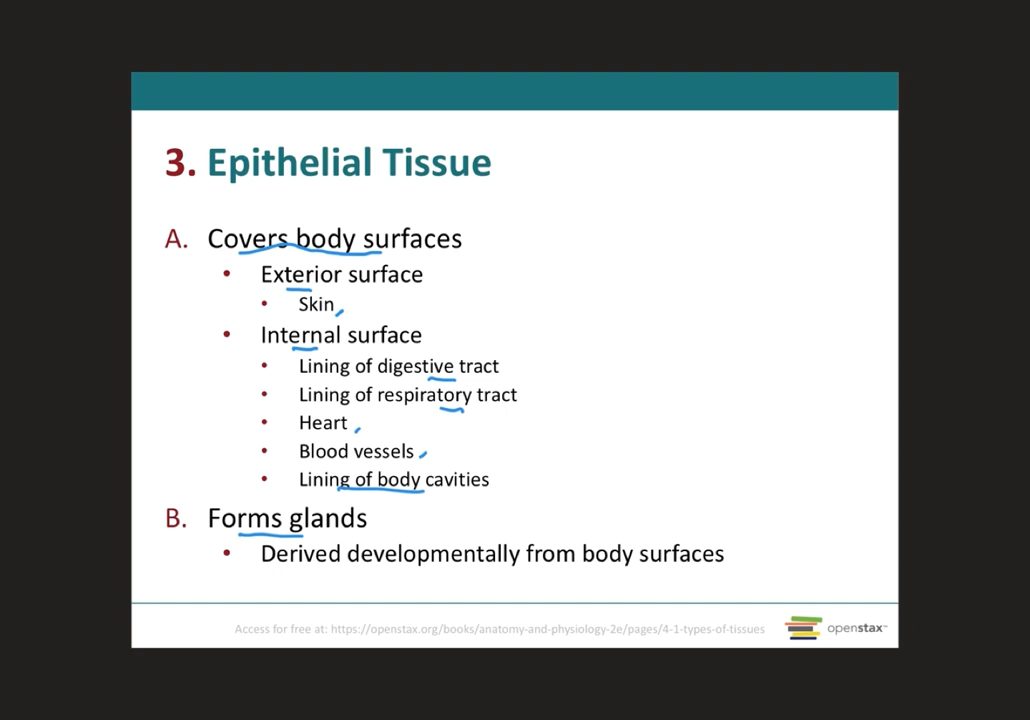 3. Epithelial Tissue
A. Covers body surfaces
• Exterior surface
• Skin
• Internal surface
• Lining of digestive tract
• Lining of respiratory tract
• Heart
• Blood vessels
• Lining of body cavities
B. Forms glands
• Derived developmentally from body surfaces
Access for free at: https://openstax.org/books/anatomy-and-physiology-2e/pages/4-1-types-of-tissues
openstax™